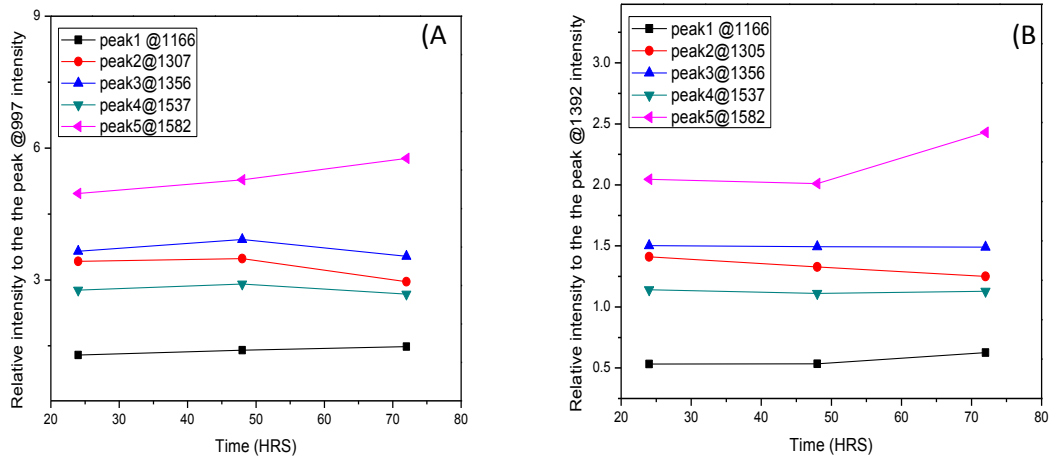 (A
Relative intensity to the the peak @997 intensity
9
6
3
peak1 @1166
peak2@1307
peak3@1356
peak4@1537
peak5@1582
20 30 40 50 60 70 80
Time (HRS)
(B
Relative intensity to the peak @1392 intensity
3.0
2.5
2.0
1.5
1.0
0.5
peak1 @1166
peak2@1305
peak3@1356
peak4@1537
peak5@1582
20 30 40 50 60 70 80
Time (HRS)